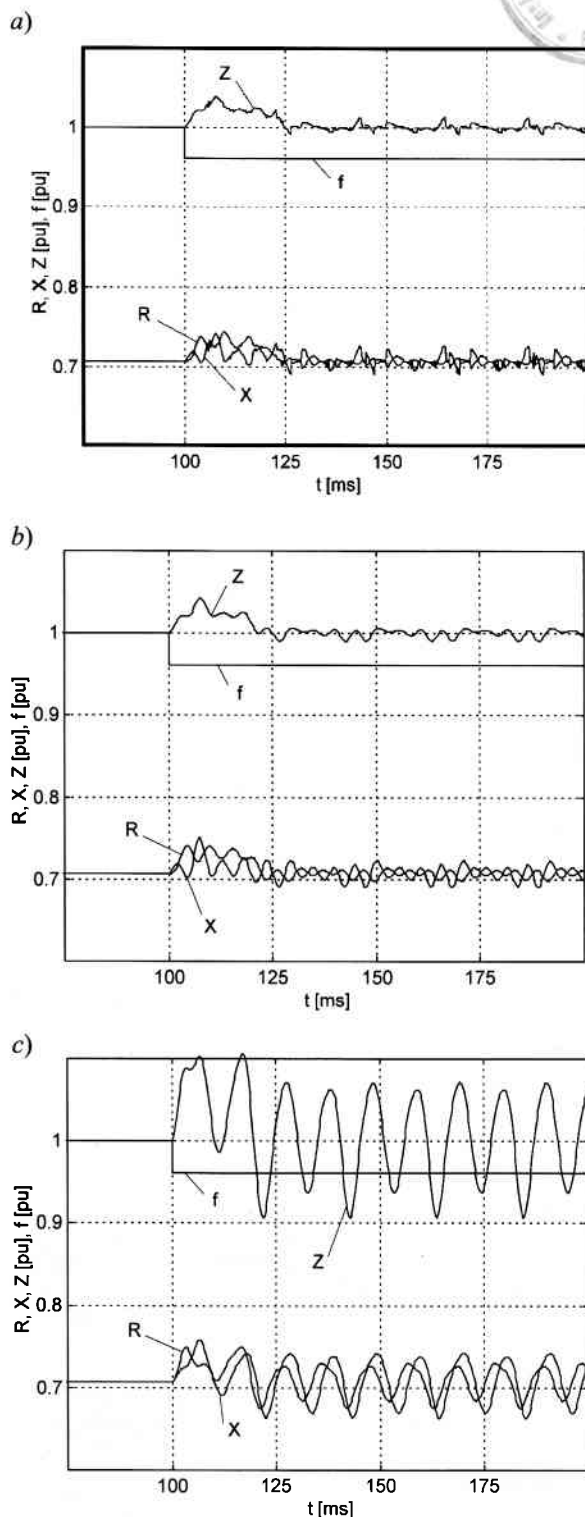 a)
R, X, Z [pu], f [pu]
1
0.9
0.8
0.7
Z
f
R
X
100 125 150 175
t [ms]
b)
R, X, Z [pu], f [pu]
1
0.9
0.8
0.7
Z
f
R
X
100 125 150 175
t [ms]
c)
R, X, Z [pu], f [pu]
1
0.9
0.8
0.7
f
Z
R
X
100 125 150 175
t [ms]